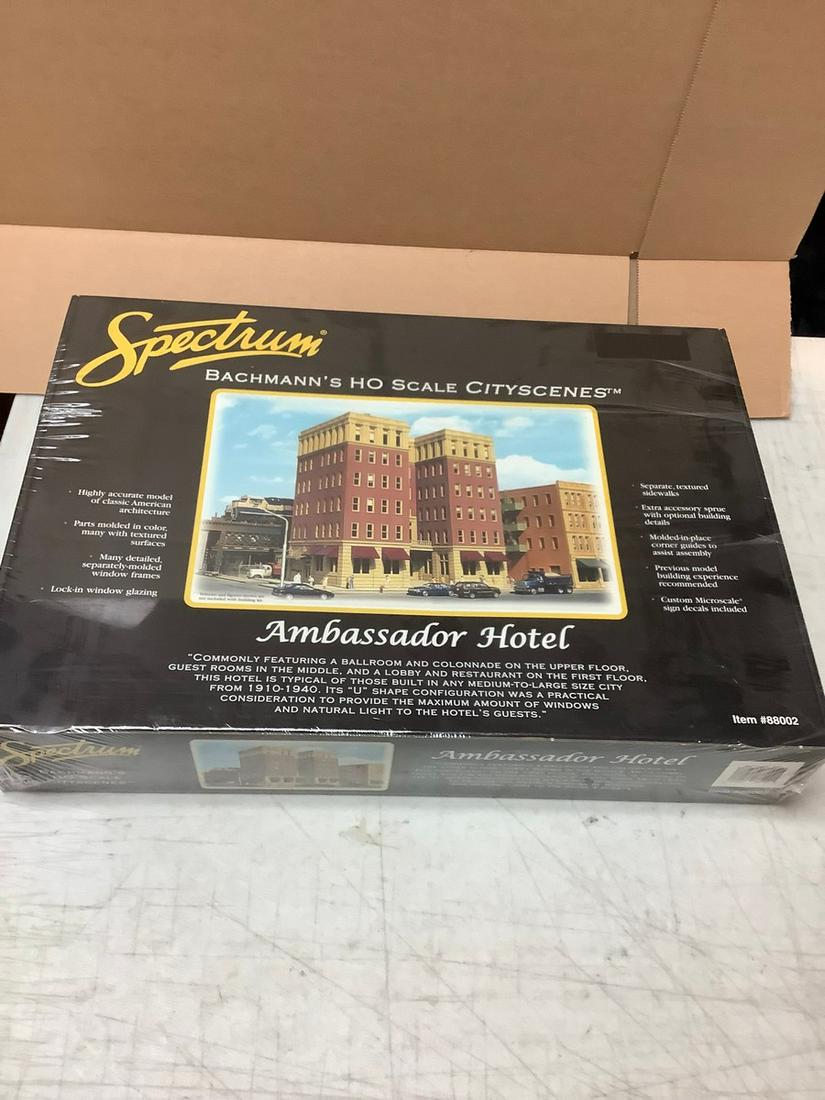 Spectrum®
BACHMANN'S HO SCALE CITYSCENES™
· Highly accurate model
of classic American
architecture
· Parts molded in color,
many with textured
surfaces
· Many detailed,
separately-molded
window frames
· Lock-in window glazing
· Separate, textured
sidewalks
· Extra accessory sprue
with optional building
details
· Molded-in-place
corner guides to
assist assembly
· Previous model
building experience
recommended
· Custom Microscale®
sign decals included
Ambassador Hotel
"COMMONLY FEATURING A BALLROOM AND COLONNADE ON THE UPPER FLOOR,
GUEST ROOMS IN THE MIDDLE, AND A LOBBY AND RESTAURANT ON THE FIRST FLOOR,
THIS HOTEL IS TYPICAL OF THOSE BUILT IN ANY MEDIUM-TO-LARGE SIZE CITY
FROM 1910-1940. ITS "U" SHAPE CONFIGURATION WAS A PRACTICAL
CONSIDERATION TO PROVIDE THE MAXIMUM AMOUNT OF WINDOWS
AND NATURAL LIGHT TO THE HOTEL'S GUESTS."
Item #88002
Spectrum
BACHMANN'S
HO SCALE
CITYSCENES
Ambassador Hotel